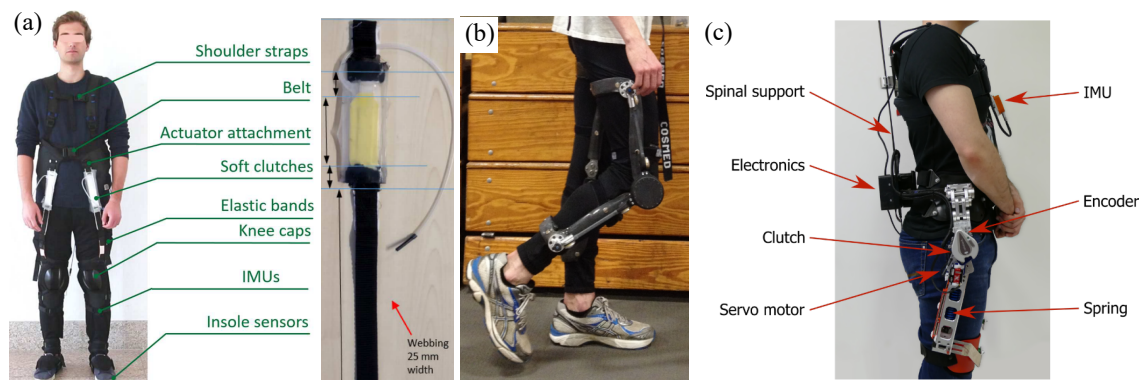 (a)
Shoulder straps
Belt
Actuator attachment
Soft clutches
Elastic bands
Knee caps
IMUs
Insole sensors
Webbing
25 mm
width
(b)
COSMED
(c)
Spinal support
IMU
Electronics
Encoder
Clutch
Servo motor
Spring